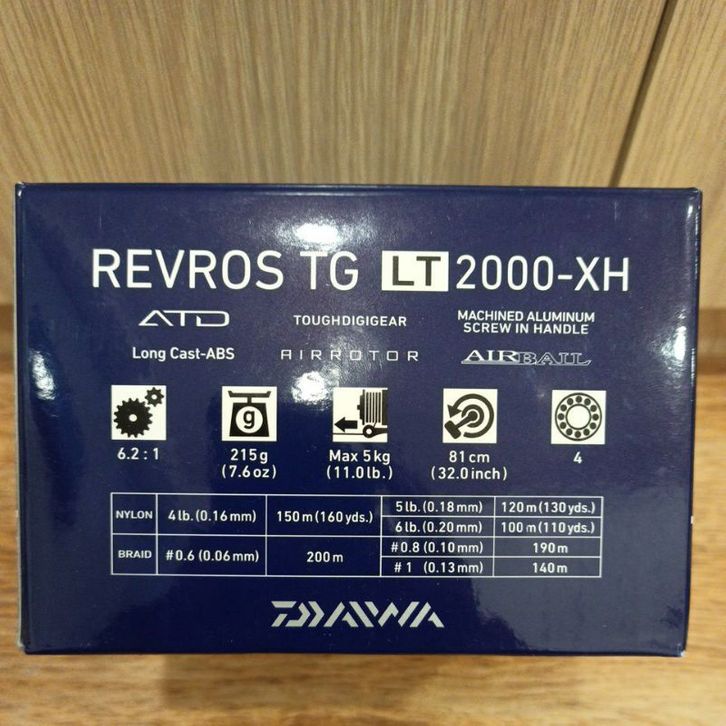 REVROS TG LT 2000-XH
ATD TOUGHDIGIGEAR MACHINED ALUMINUM
SCREW IN HANDLE
Long Cast-ABS AIRROTOR AIRBAIL
g
6.2 : 1 215g Max 5kg 81cm 4
(7.6oz) (11.0lb.) (32.0inch)
NYLON 4lb.(0.16mm) 150m(160yds.) 5lb.(0.18mm) 120m(130yds.)
6lb.(0.20mm) 100m(110yds.)
BRAID #0.6(0.06mm) 200m #0.8(0.10mm) 190m
#1 (0.13mm) 140m
DAIWA